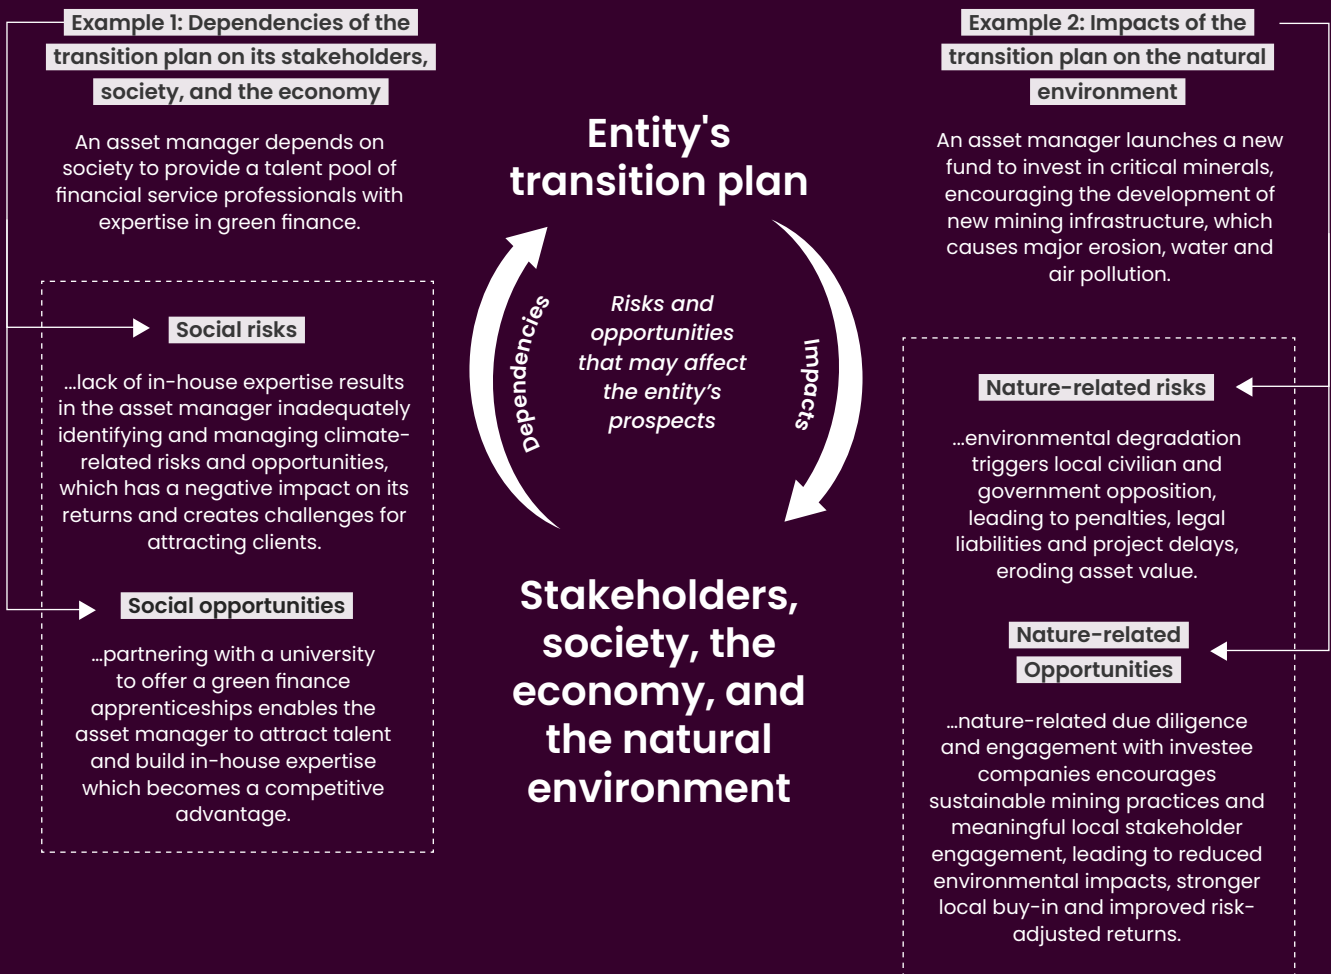 Example 1: Dependencies of the
transition plan on its stakeholders,
society, and the economy
An asset manager depends on
society to provide a talent pool of
financial service professionals with
expertise in green finance.
Social risks
...lack of in-house expertise results
in the asset manager inadequately
identifying and managing climate-
related risks and opportunities,
which has a negative impact on its
returns and creates challenges for
attracting clients.
Social opportunities
...partnering with a university
to offer a green finance
apprenticeships enables the
asset manager to attract talent
and build in-house expertise
which becomes a competitive
advantage.
Entity's
transition plan
Dependencies
Risks and
opportunities
that may affect
the entity's
prospects
Impacts
Stakeholders,
society, the
economy, and
the natural
environment
Example 2: Impacts of the
transition plan on the natural
environment
An asset manager launches a new
fund to invest in critical minerals,
encouraging the development of
new mining infrastructure, which
causes major erosion, water and
air pollution.
Nature-related risks
...environmental degradation
triggers local civilian and
government opposition,
leading to penalties, legal
liabilities and project delays,
eroding asset value.
Nature-related
Opportunities
...nature-related due diligence
and engagement with investee
companies encourages
sustainable mining practices and
meaningful local stakeholder
engagement, leading to reduced
environmental impacts, stronger
local buy-in and improved risk-
adjusted returns.